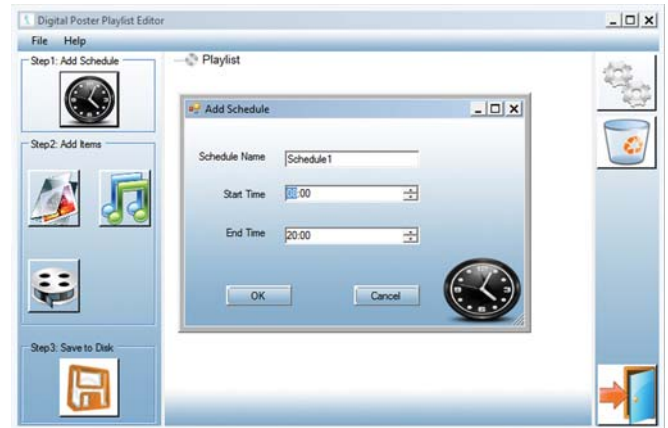 Digital Poster Playlist Editor
File Help
Step1: Add Schedule
Playlist
Add Schedule
Schedule Name Schedule1
Start Time :00
End Time 20:00
OK Cancel
Step2: Add Items
Step3: Save to Disk